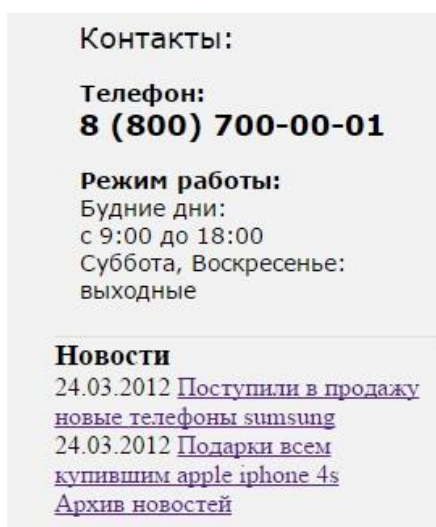 Контакты:
Телефон:
8 (800) 700-00-01
Режим работы:
Будние дни:
с 9:00 до 18:00
Суббота, Воскресенье:
выходные
Новости
24.03.2012 Поступили в продажу
новые телефоны sumsung
24.03.2012 Подарки всем
купившим apple iphone 4s
Архив новостей